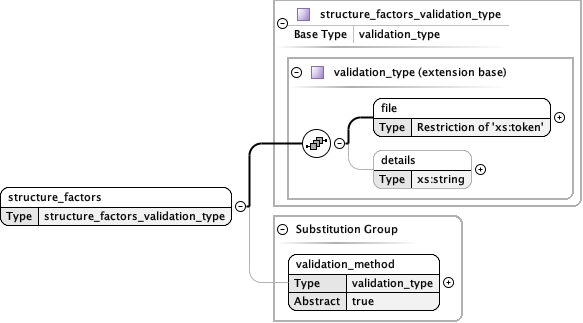 structure_factors_validation_type
Base Type validation_type
validation_type (extension base)
file
Type Restriction of 'xs:token'
details
Type xs:string
structure_factors
Type structure_factors_validation_type
Substitution Group
validation_method
Type validation_type
Abstract true